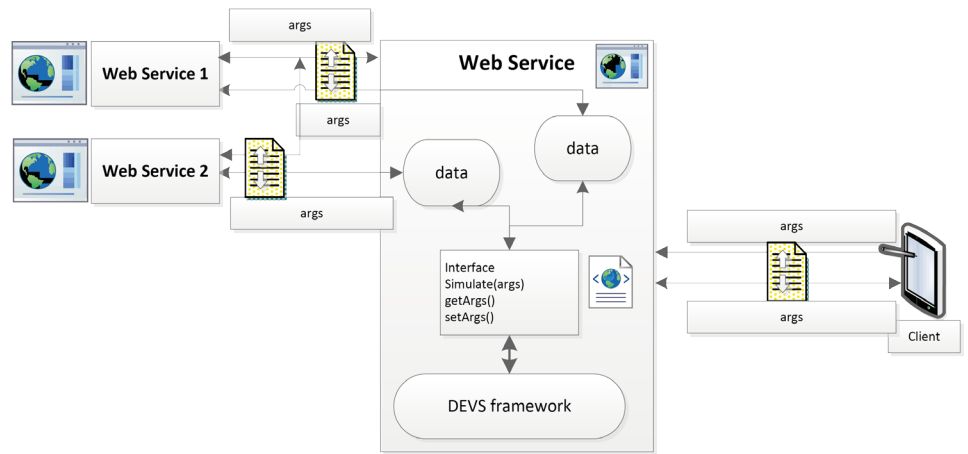 args
Web Service 1
Web Service
args
data
Web Service 2
data
args
args
Interface
Simulate(args)
getArgs()
setArgs()
args
Client
DEVS framework